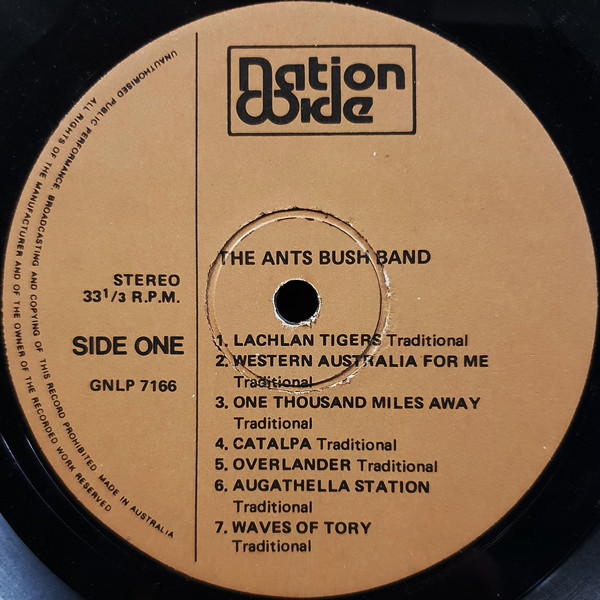 Nation
Wide
THE ANTS BUSH BAND
STEREO
33 1/3 R.P.M.
SIDE ONE
GNLP 7166
1. LACHLAN TIGERS Traditional
2. WESTERN AUSTRALIA FOR ME
Traditional
3. ONE THOUSAND MILES AWAY
Traditional
4. CATALPA Traditional
5. OVERLANDER Traditional
6. AUGATHELLA STATION
Traditional
7. WAVES OF TORY
Traditional
UNAUTHORISED PUBLIC PERFORMANCE, BROADCASTING AND COPYING OF THIS RECORD PROHIBITED MADE IN AUSTRALIA
ALL RIGHTS OF THE MANUFACTURER AND OF THE OWNER OF THE RECORDED WORK RESERVED